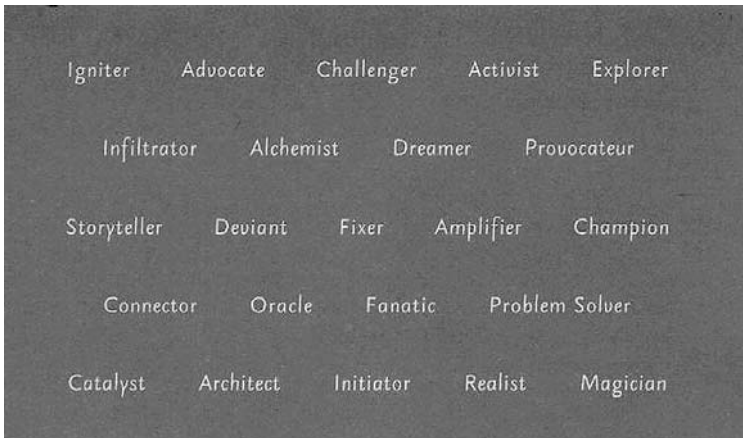 Igniter Advocate Challenger Activist Explorer
Infiltrator Alchemist Dreamer Provocateur
Storyteller Deviant Fixer Amplifier Champion
Connector Oracle Fanatic Problem Solver
Catalyst Architect Initiator Realist Magician